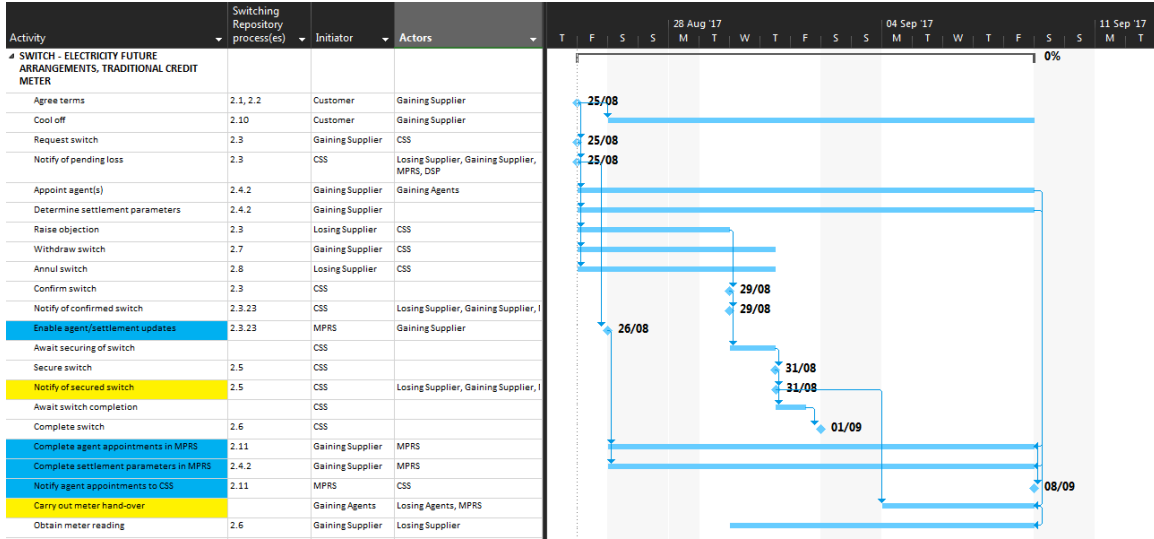 Activity
Switching
Repository
process(es)
Initiator
Actors
28 Aug '17
04 Sep '17
11 Sep '17
T F S S M T W T F S S M T W T F S S M T
SWITCH - ELECTRICITY FUTURE
ARRANGEMENTS, TRADITIONAL CREDIT
METER
0%
Agree terms 2.1, 2.2 Customer Gaining Supplier 25/08
Cool off 2.10 Customer Gaining Supplier
Request switch 2.3 Gaining Supplier CSS 25/08
Notify of pending loss 2.3 CSS Losing Supplier, Gaining Supplier, 25/08
MPRS, DSP
Appoint agent(s) 2.4.2 Gaining Supplier Gaining Agents
Determine settlement parameters 2.4.2 Gaining Supplier
Raise objection 2.3 Losing Supplier CSS
Withdraw switch 2.7 Gaining Supplier CSS
Annul switch 2.8 Losing Supplier CSS
Confirm switch 2.3 CSS 29/08
Notify of confirmed switch 2.3.23 CSS Losing Supplier, Gaining Supplier, 29/08
Enable agent/settlement updates 2.3.23 MPRS Gaining Supplier 26/08
Await securing of switch CSS
Secure switch 2.5 CSS 31/08
Notify of secured switch 2.5 CSS Losing Supplier, Gaining Supplier, 31/08
Await switch completion CSS
Complete switch 2.6 CSS 01/09
Complete agent appointments in MPRS 2.11 Gaining Supplier MPRS
Complete settlement parameters in MPRS 2.4.2 Gaining Supplier MPRS
Notify agent appointments to CSS 2.11 MPRS CSS 08/09
Carry out meter hand-over Gaining Agents Losing Agents, MPRS
Obtain meter reading 2.6 Gaining Supplier Losing Supplier